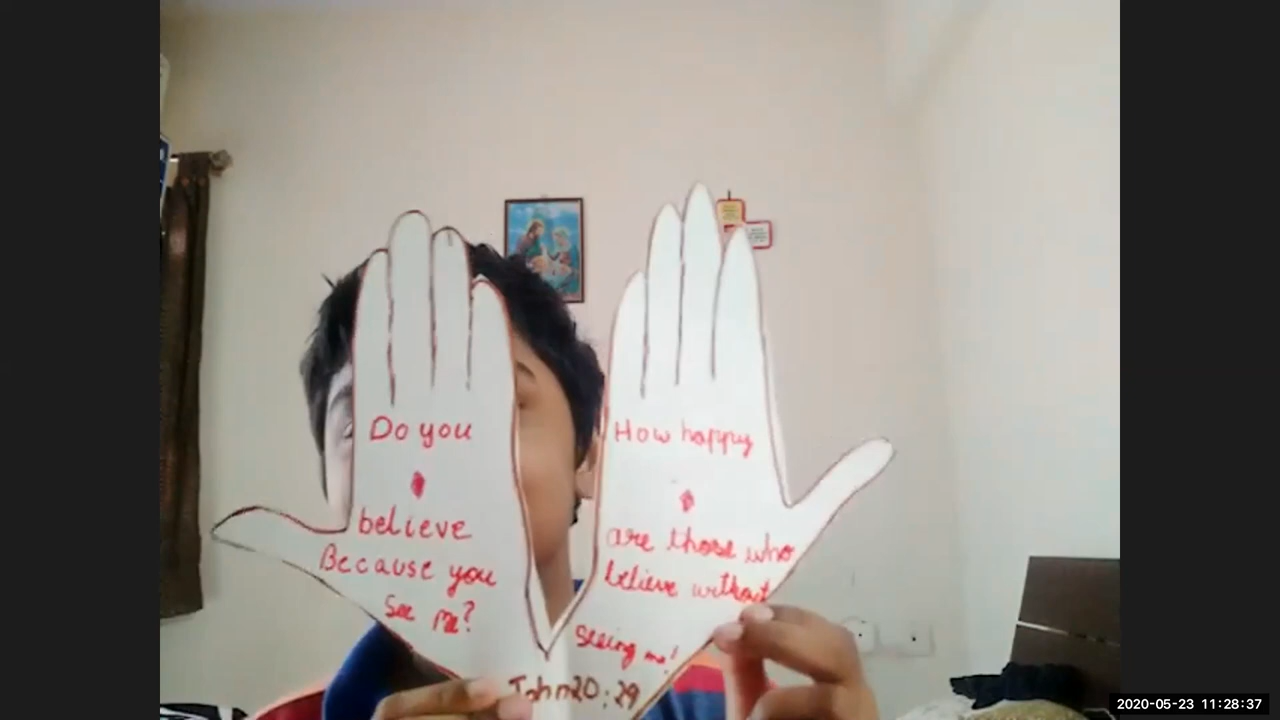 Do you
believe
Because you
See Me?
How happy
are those who
believe without
Seeing me!
John 20:29
2020-05-23 11:28:37